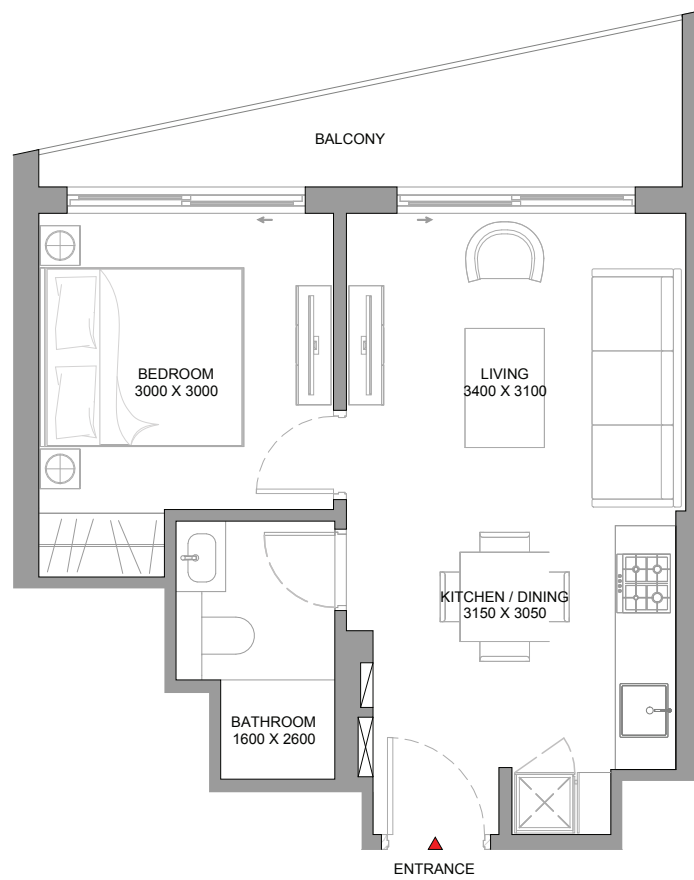 BALCONY
BEDROOM
3000 X 3000
LIVING
3400 X 3100
KITCHEN / DINING
3150 X 3050
BATHROOM
1600 X 2600
ENTRANCE